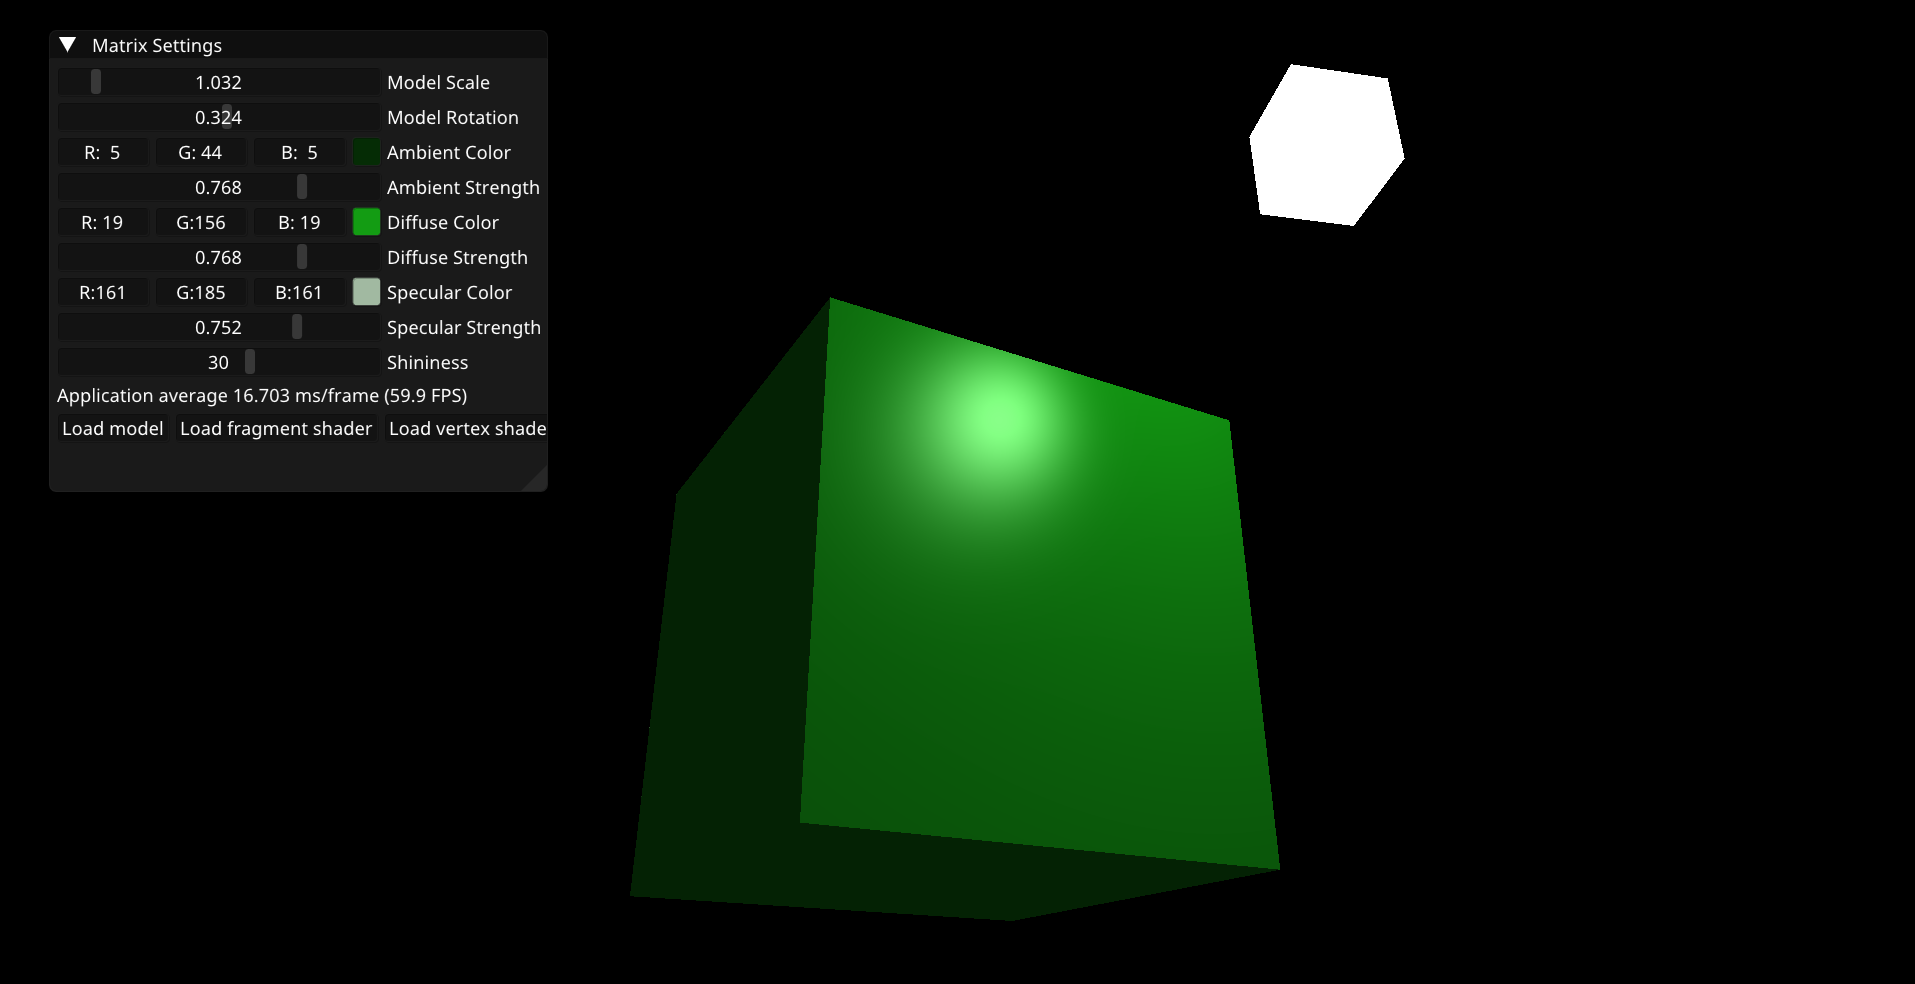 Matrix Settings
1.032 Model Scale
0.324 Model Rotation
R: 5 G: 44 B: 5 Ambient Color
0.768 Ambient Strength
R: 19 G:156 B: 19 Diffuse Color
0.768 Diffuse Strength
R:161 G:185 B:161 Specular Color
0.752 Specular Strength
30 Shininess
Application average 16.703 ms/frame (59.9 FPS)
Load model Load fragment shader Load vertex shade